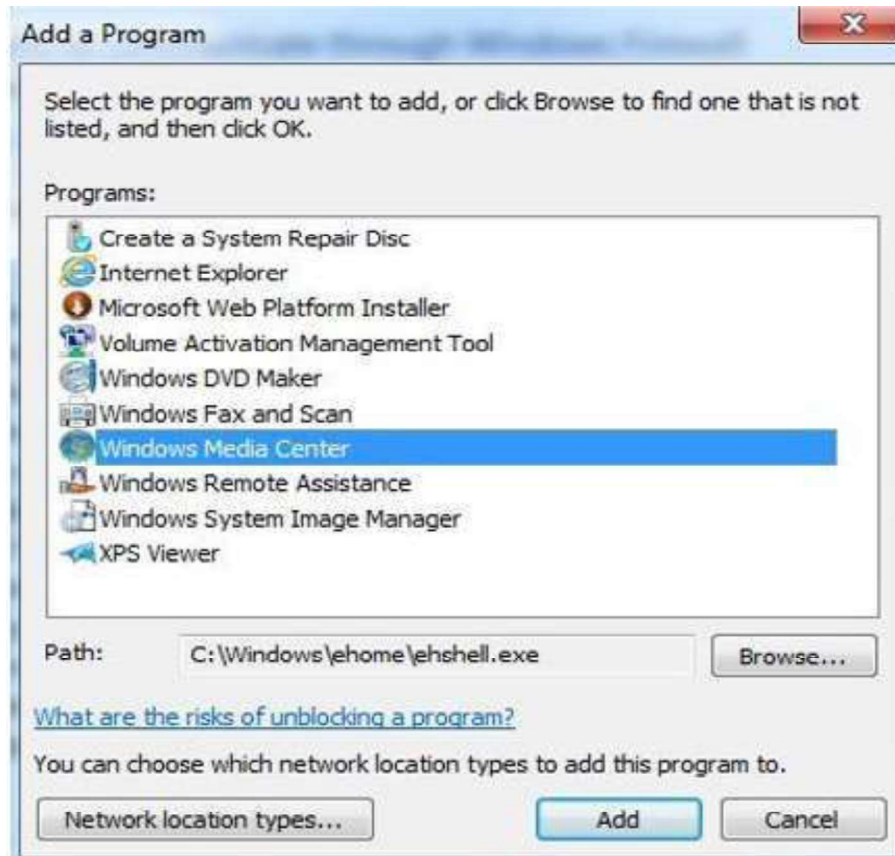 Add a Program
Select the program you want to add, or click Browse to find one that is not
listed, and then click OK.
Programs:
Create a System Repair Disc
Internet Explorer
Microsoft Web Platform Installer
Volume Activation Management Tool
Windows DVD Maker
Windows Fax and Scan
Windows Media Center
Windows Remote Assistance
Windows System Image Manager
XPS Viewer
Path: C:\Windows\ehome\ehshell.exe Browse...
What are the risks of unblocking a program?
You can choose which network location types to add this program to.
Network location types... Add Cancel